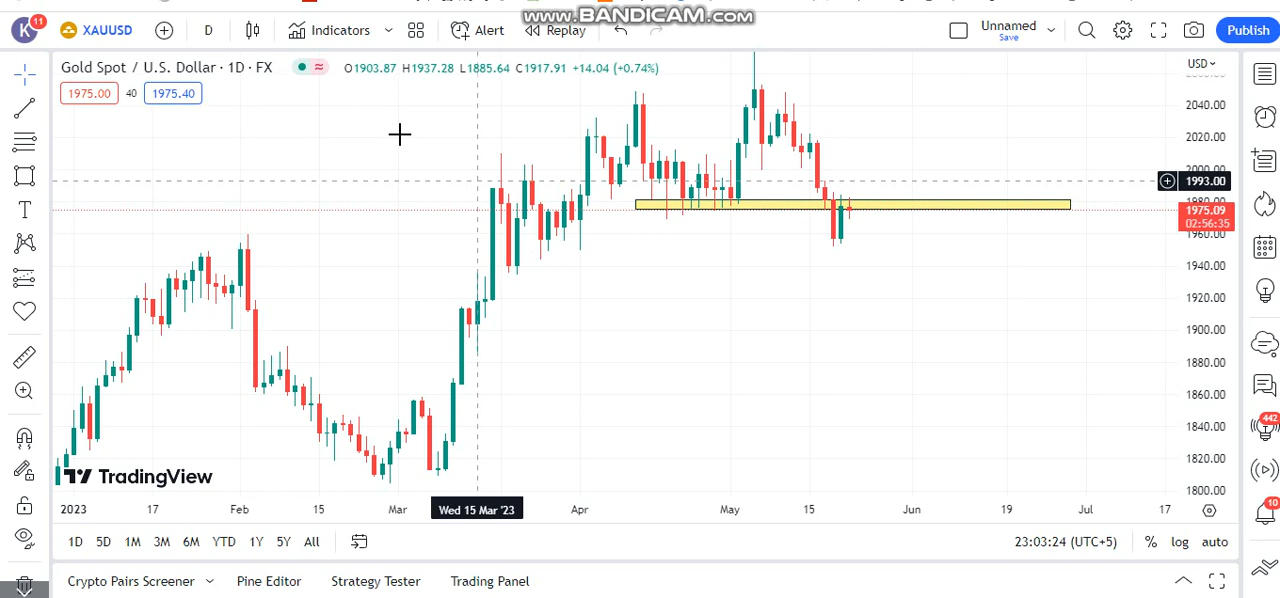 www.BANDICAM.com
K 11 XAUUSD D Indicators Alert Replay Unnamed Save Publish
Gold Spot / U.S. Dollar · 1D · FX O1903.87 H1937.28 L1885.64 C1917.91 +14.04 (+0.74%) USD
1975.00 40 1975.40
2040.00
2020.00
2000.00
1993.00
1980.00
1975.09
02:56:35
1960.00
1940.00
1920.00
1900.00
1880.00
1860.00
1840.00
442
1820.00
TradingView
1800.00
2023 17 Feb 15 Mar Wed 15 Mar '23 Apr May 15 Jun 19 Jul 17
10
1D 5D 1M 3M 6M YTD 1Y 5Y All 23:03:24 (UTC+5) % log auto
Crypto Pairs Screener Pine Editor Strategy Tester Trading Panel